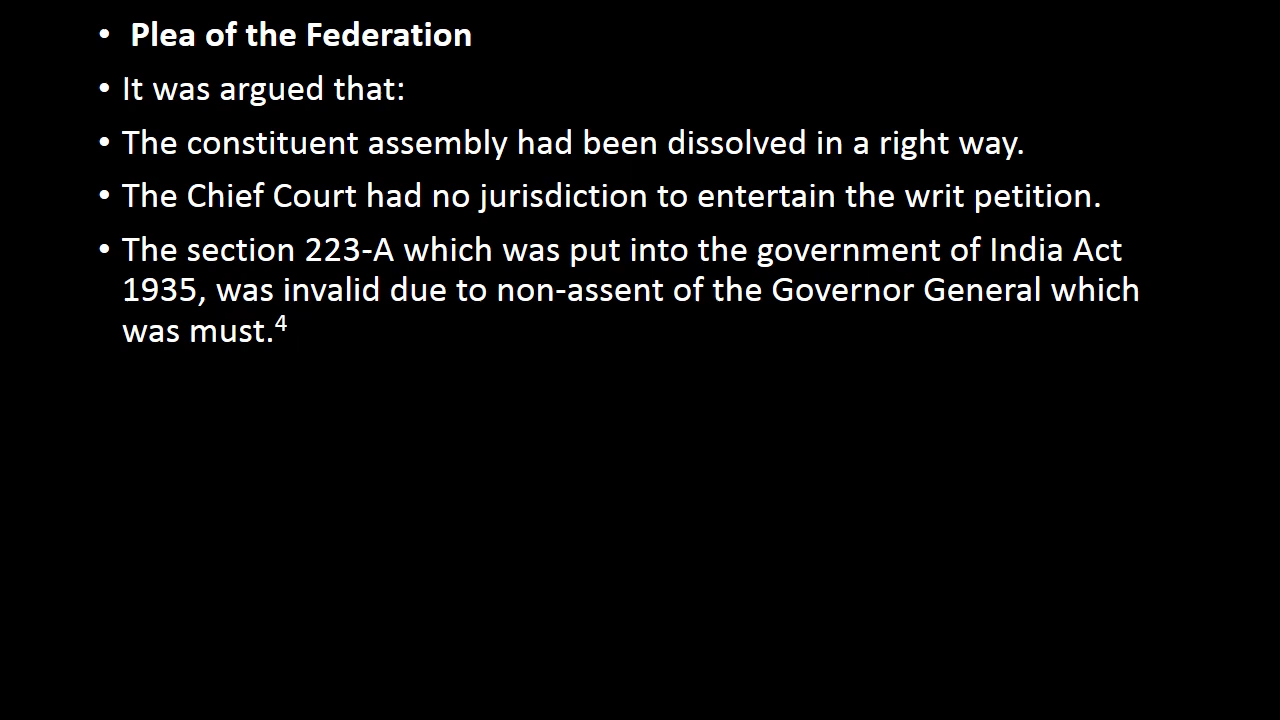 • Plea of the Federation
• It was argued that:
• The constituent assembly had been dissolved in a right way.
• The Chief Court had no jurisdiction to entertain the writ petition.
• The section 223-A which was put into the government of India Act
1935, was invalid due to non-assent of the Governor General which
was must.⁴